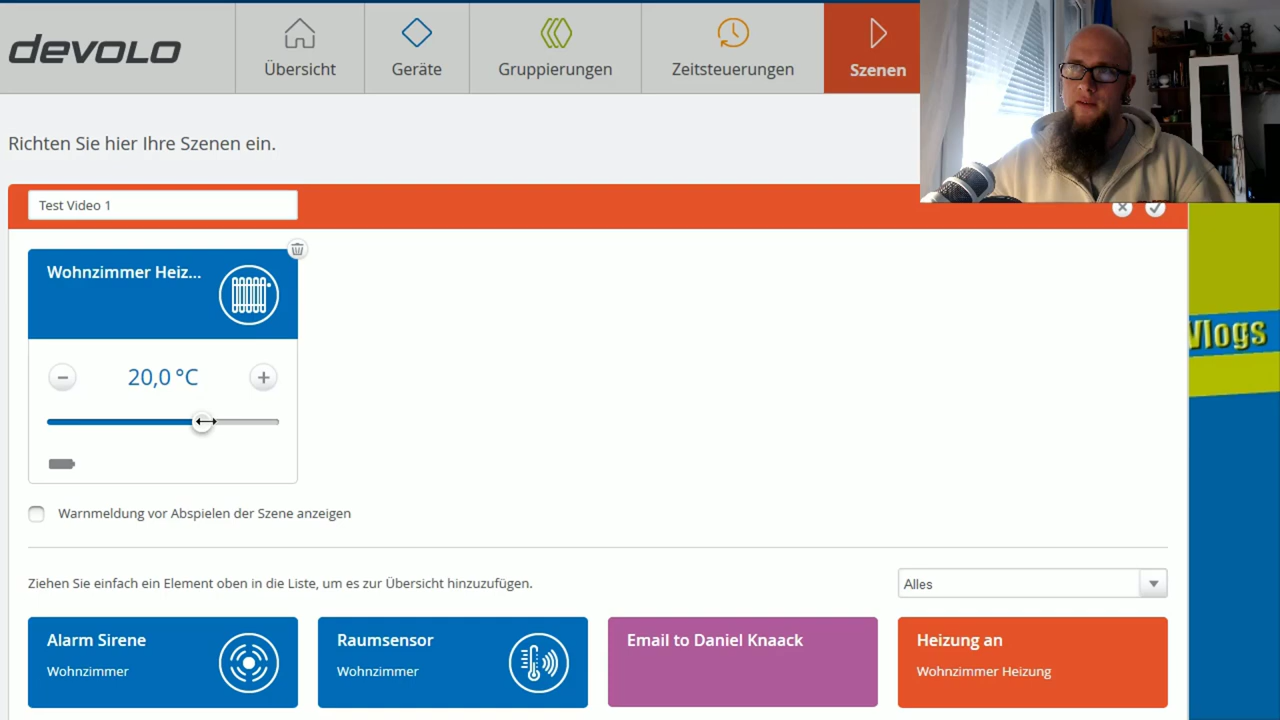 devolo
Übersicht
Geräte
Gruppierungen
Zeitsteuerungen
Szenen
Richten Sie hier Ihre Szenen ein.
Test Video 1
Wohnzimmer Heiz...
20,0 °C
Warnmeldung vor Abspielen der Szene anzeigen
Ziehen Sie einfach ein Element oben in die Liste, um es zur Übersicht hinzuzufügen.
Alles
Alarm Sirene
Wohnzimmer
Raumsensor
Wohnzimmer
Email to Daniel Knaack
Heizung an
Wohnzimmer Heizung
Vlogs